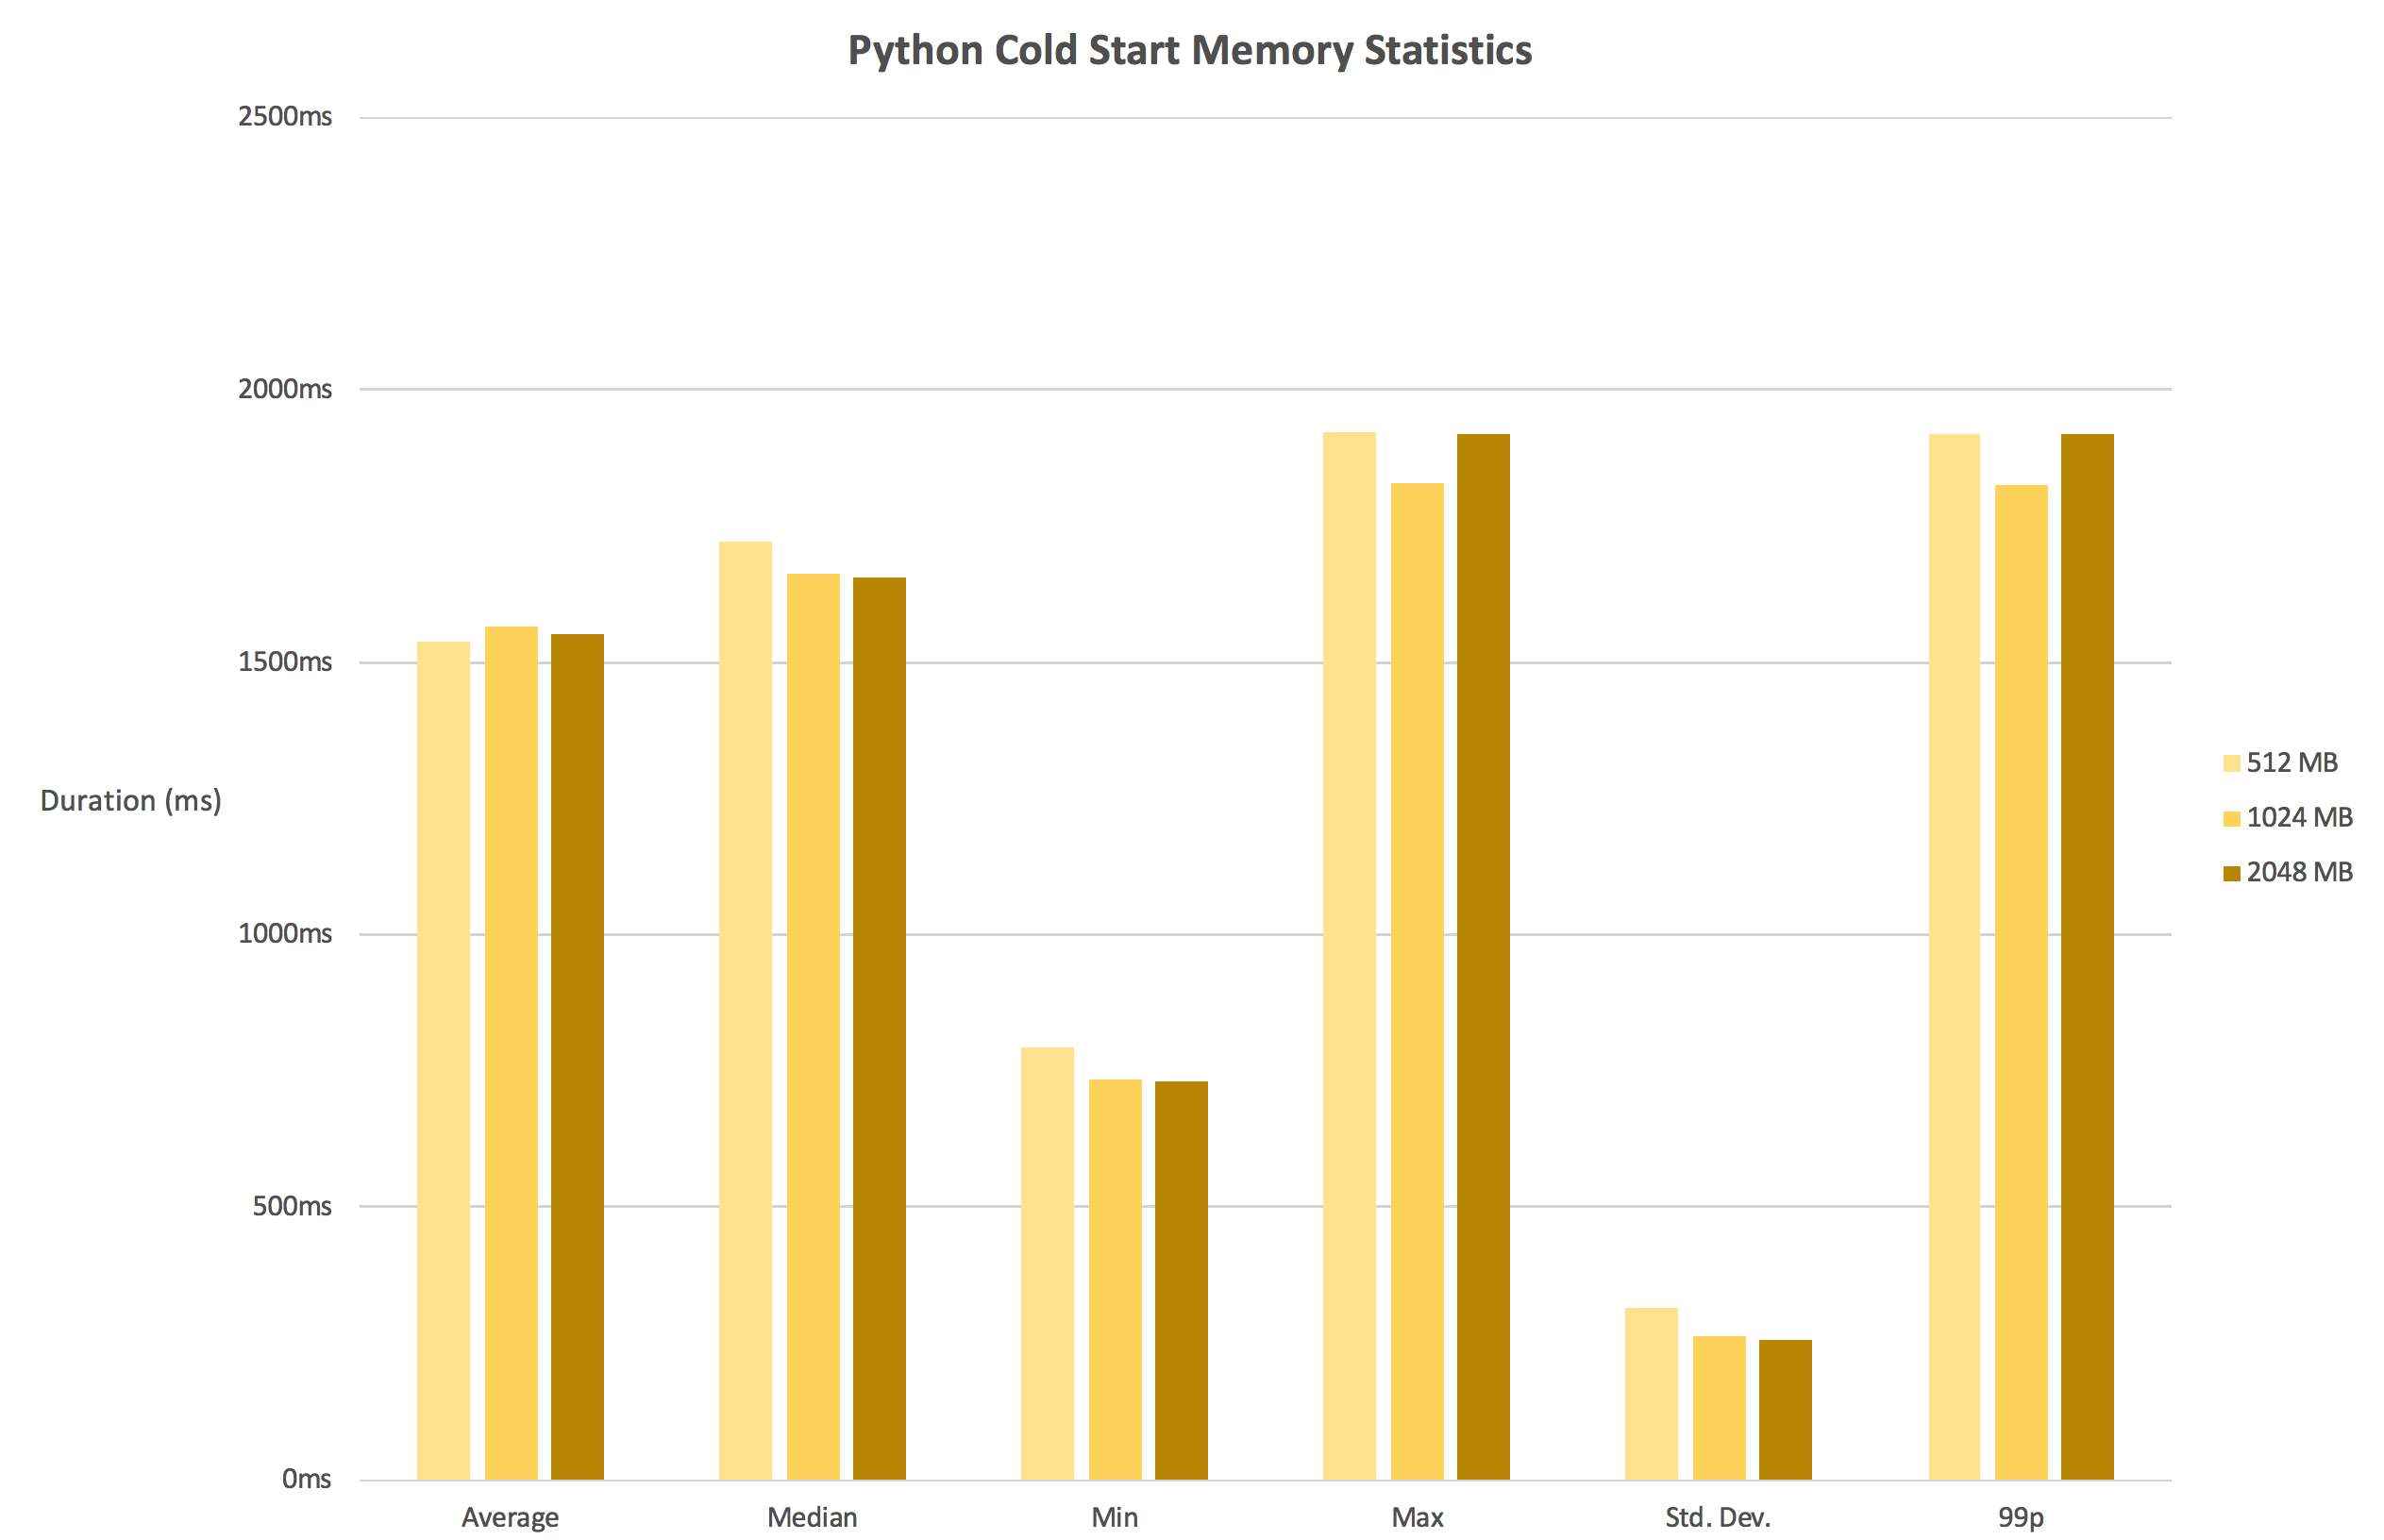 Python Cold Start Memory Statistics
2500ms
2000ms
1500ms
1000ms
500ms
0ms
Duration (ms)
Average
Median
Min
Max
Std. Dev.
99p
512 MB
1024 MB
2048 MB